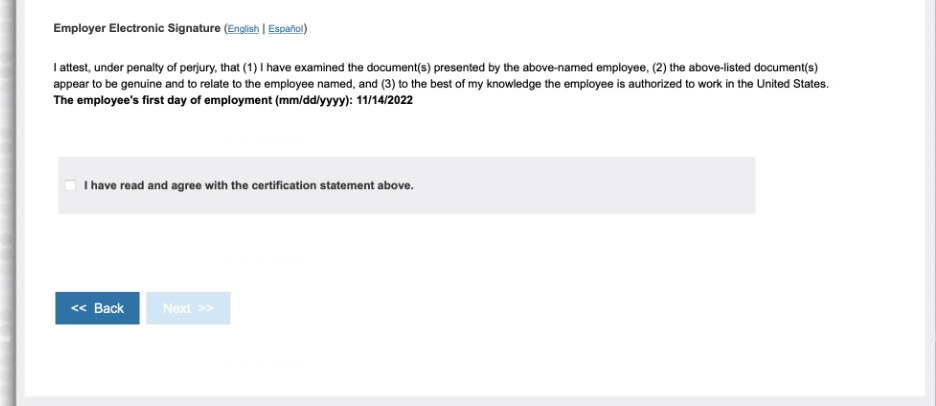 Employer Electronic Signature (English | Español)
I attest, under penalty of perjury, that (1) I have examined the document(s) presented by the above-named employee, (2) the above-listed document(s)
appear to be genuine and to relate to the employee named, and (3) to the best of my knowledge the employee is authorized to work in the United States.
The employee's first day of employment (mm/dd/yyyy): 11/14/2022
I have read and agree with the certification statement above.
<< Back Next >>